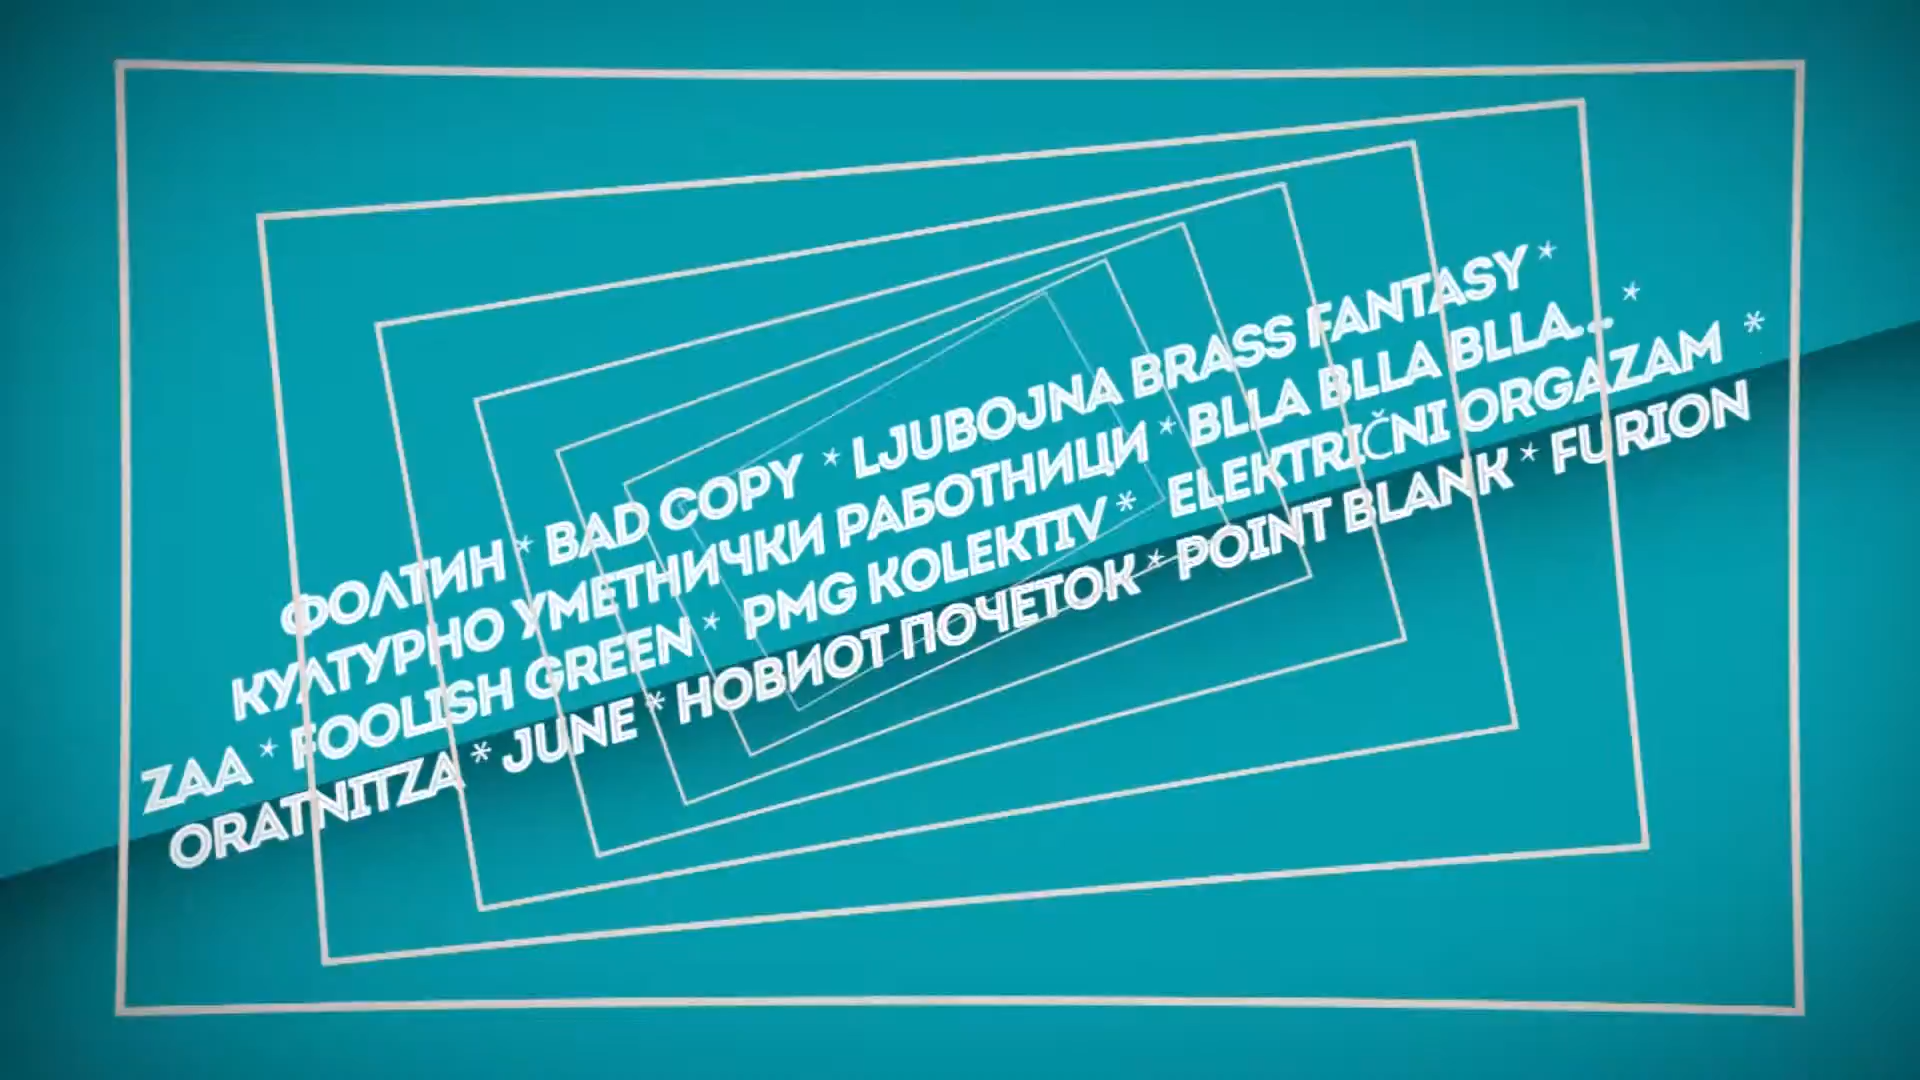 ФОЛТИН * BAD COPY * LJUBOJNA BRASS FANTASY *
КУЛТУРНО УМЕТНИЧКИ РАБОТНИЦИ * BLLA BLLA BLLA... *
ZAA * FOOLISH GREEN * PMG KOLEKTIV * ELEKTRIČNI ORGAZAM *
ORATNITZA * JUNE * НОВИОТ ПОЧЕТОК * POINT BLANK * FURION